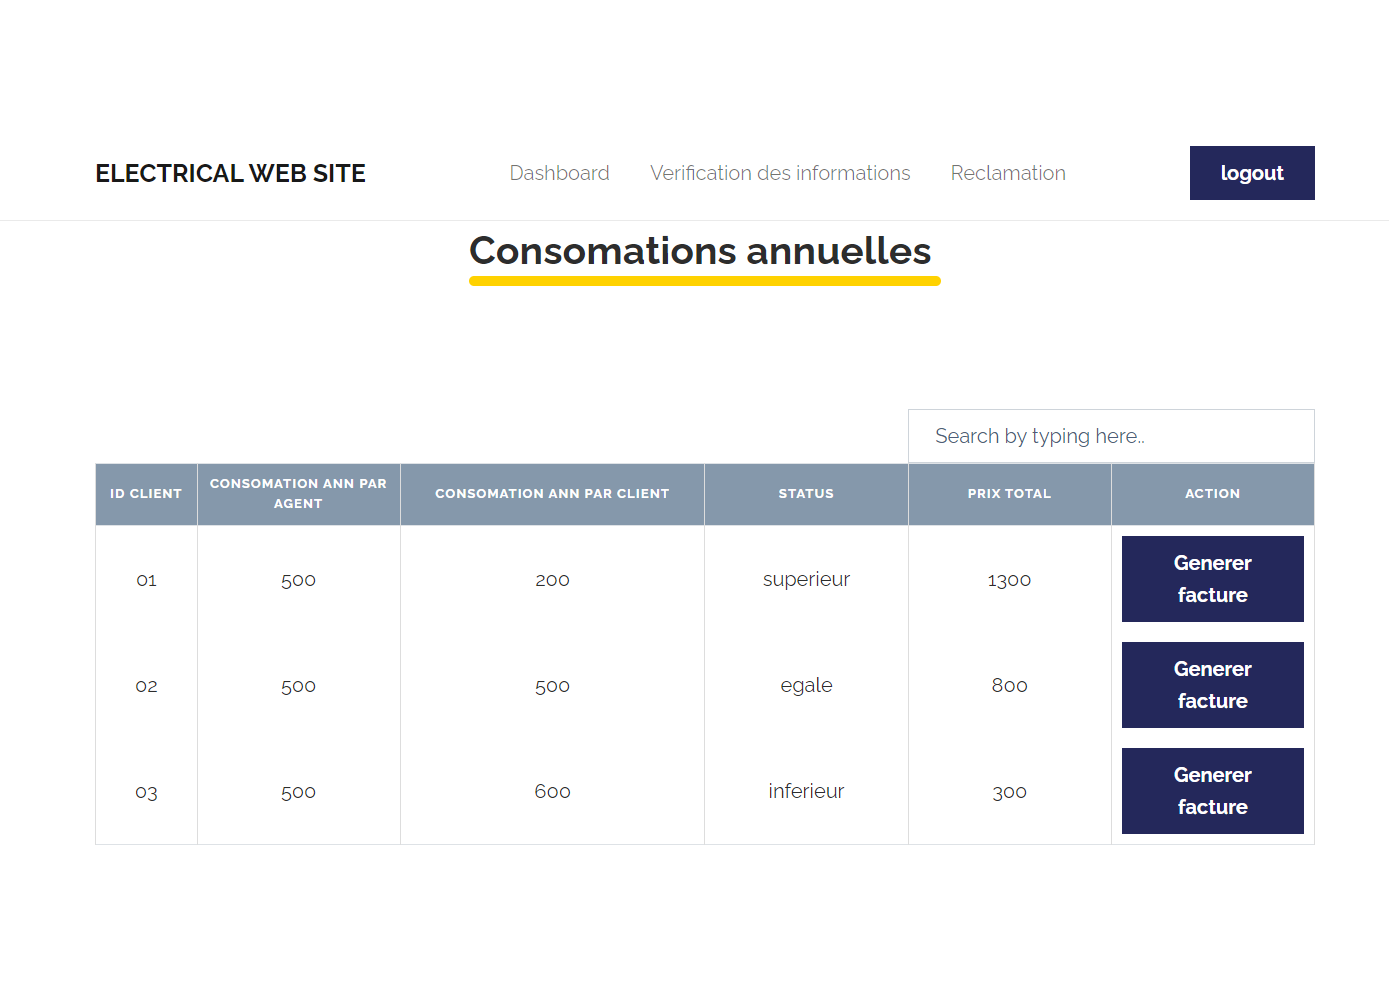 ELECTRICAL WEB SITE Dashboard Verification des informations Reclamation logout
Consomations annuelles
Search by typing here..
ID CLIENT CONSOMATION ANN PAR AGENT CONSOMATION ANN PAR CLIENT STATUS PRIX TOTAL ACTION
01 500 200 superieur 1300 Generer facture
02 500 500 egale 800 Generer facture
03 500 600 inferieur 300 Generer facture